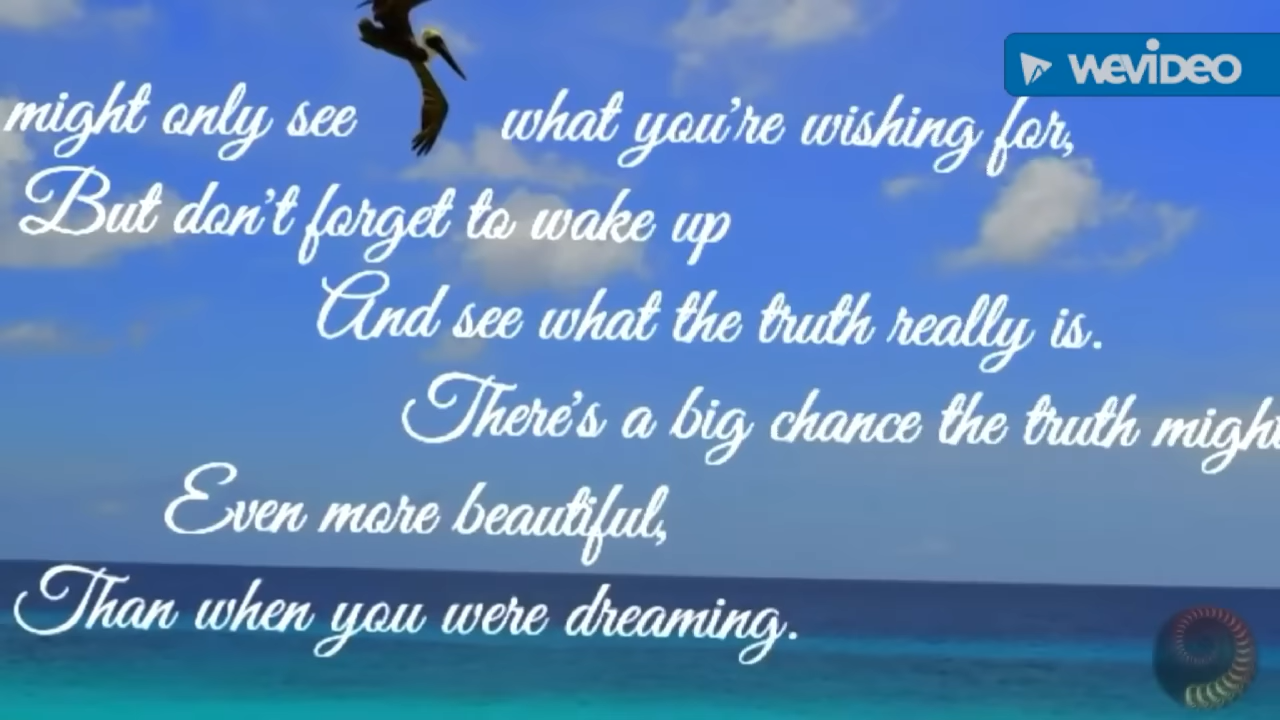 WEVIDEO
might only see what you're wishing for,
But don't forget to wake up
And see what the truth really is.
There's a big chance the truth might
Even more beautiful,
Than when you were dreaming.